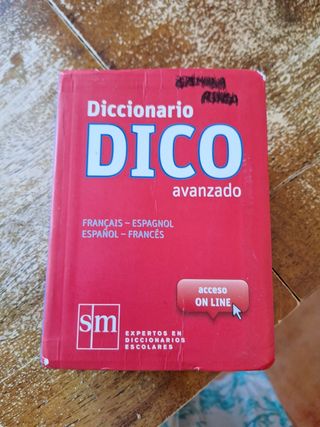 Diccionario
DICO
avanzado
FRANÇAIS – ESPAGNOL
ESPAÑOL – FRANCÉS
acceso
ON LINE
sm
EXPERTOS EN
DICCIONARIOS
ESCOLARES